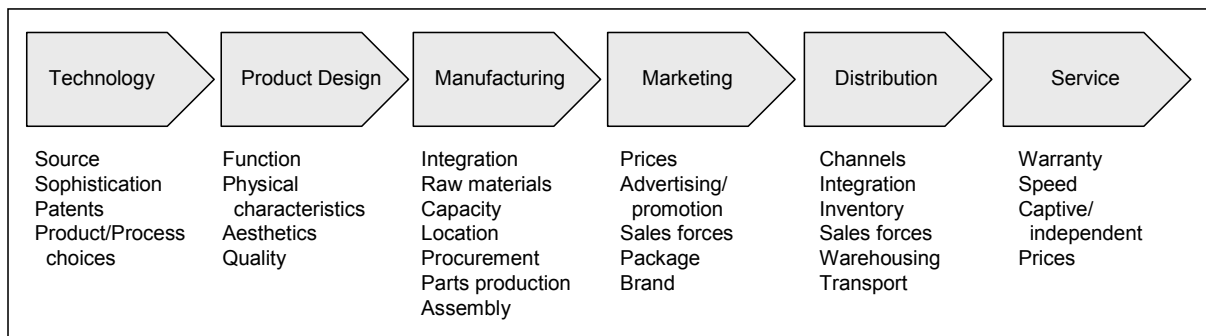 Technology
Product Design
Manufacturing
Marketing
Distribution
Service
Source
Sophistication
Patents
Product/Process
choices
Function
Physical
characteristics
Aesthetics
Quality
Integration
Raw materials
Capacity
Location
Procurement
Parts production
Assembly
Prices
Advertising/
promotion
Sales forces
Package
Brand
Channels
Integration
Inventory
Sales forces
Warehousing
Transport
Warranty
Speed
Captive/
independent
Prices